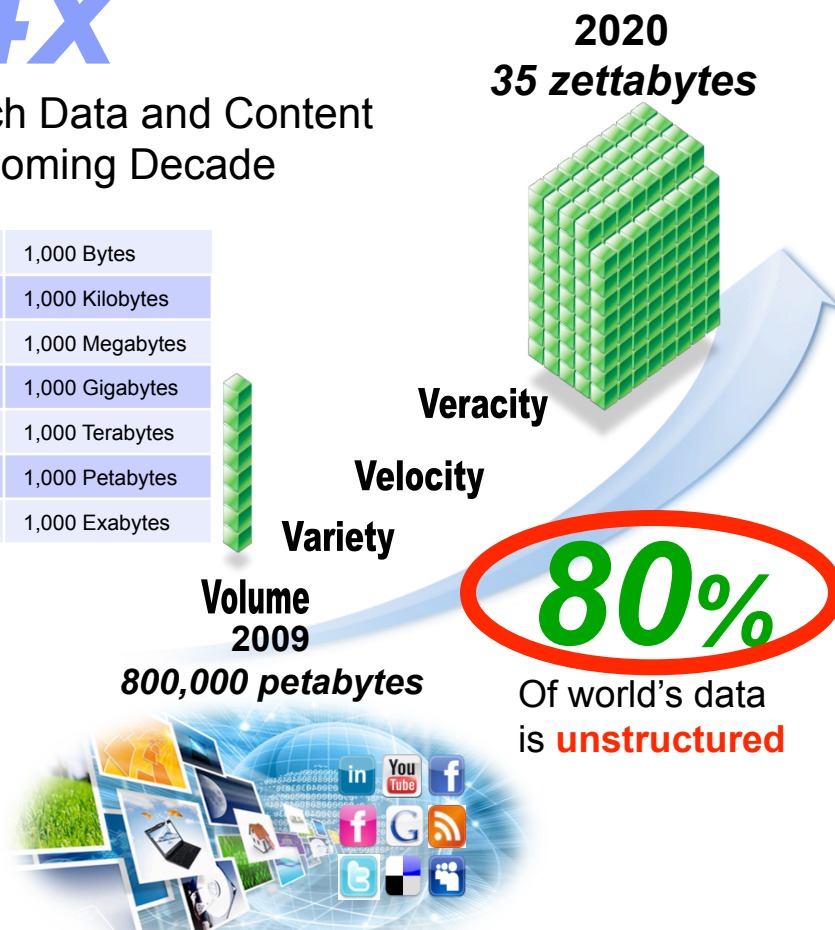 4x
2020
35 zettabytes
ch Data and Content
oming Decade
1,000 Bytes
1,000 Kilobytes
1,000 Megabytes
1,000 Gigabytes
1,000 Terabytes
1,000 Petabytes
1,000 Exabytes
Veracity
Velocity
Variety
Volume
2009
800,000 petabytes
80%
Of world’s data
is unstructured
in
You
Tube
f
f
G
t